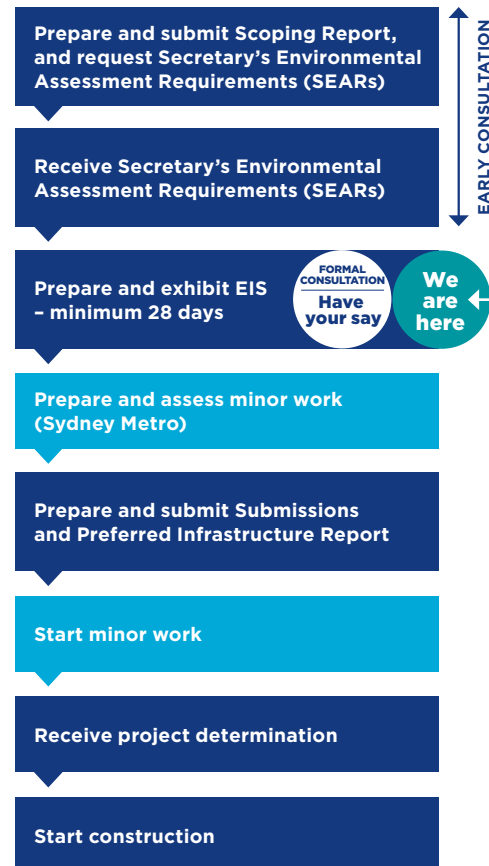 Prepare and submit Scoping Report,
and request Secretary’s Environmental
Assessment Requirements (SEARs)
EARLY CONSULTATION
Receive Secretary’s Environmental
Assessment Requirements (SEARs)
Prepare and exhibit EIS
– minimum 28 days
FORMAL
CONSULTATION
Have
your say
We
are
here
Prepare and assess minor work
(Sydney Metro)
Prepare and submit Submissions
and Preferred Infrastructure Report
Start minor work
Receive project determination
Start construction